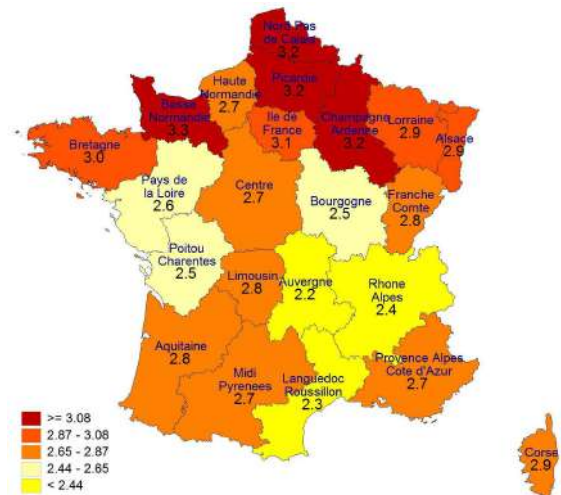 Nord Pas
de Calais
3.2
Picardie
3.2
Haute
Normandie
2.7
Basse
Normandie
3.3
Ile de
France
3.1
Champagne
Ardenne
3.2
Lorraine
2.9
Alsace
2.9
Bretagne
3.0
Pays de
la Loire
2.6
Centre
2.7
Bourgogne
2.5
Franche
Comte
2.8
Poitou
Charentes
2.5
Limousin
2.8
Auvergne
2.2
Rhone
Alpes
2.4
Aquitaine
2.8
Midi
Pyrenees
2.7
Languedoc
Roussillon
2.3
Provence Alpes
Cote d'Azur
2.7
Corse
2.9
>= 3.08
2.87 - 3.08
2.65 - 2.87
2.44 - 2.65
< 2.44